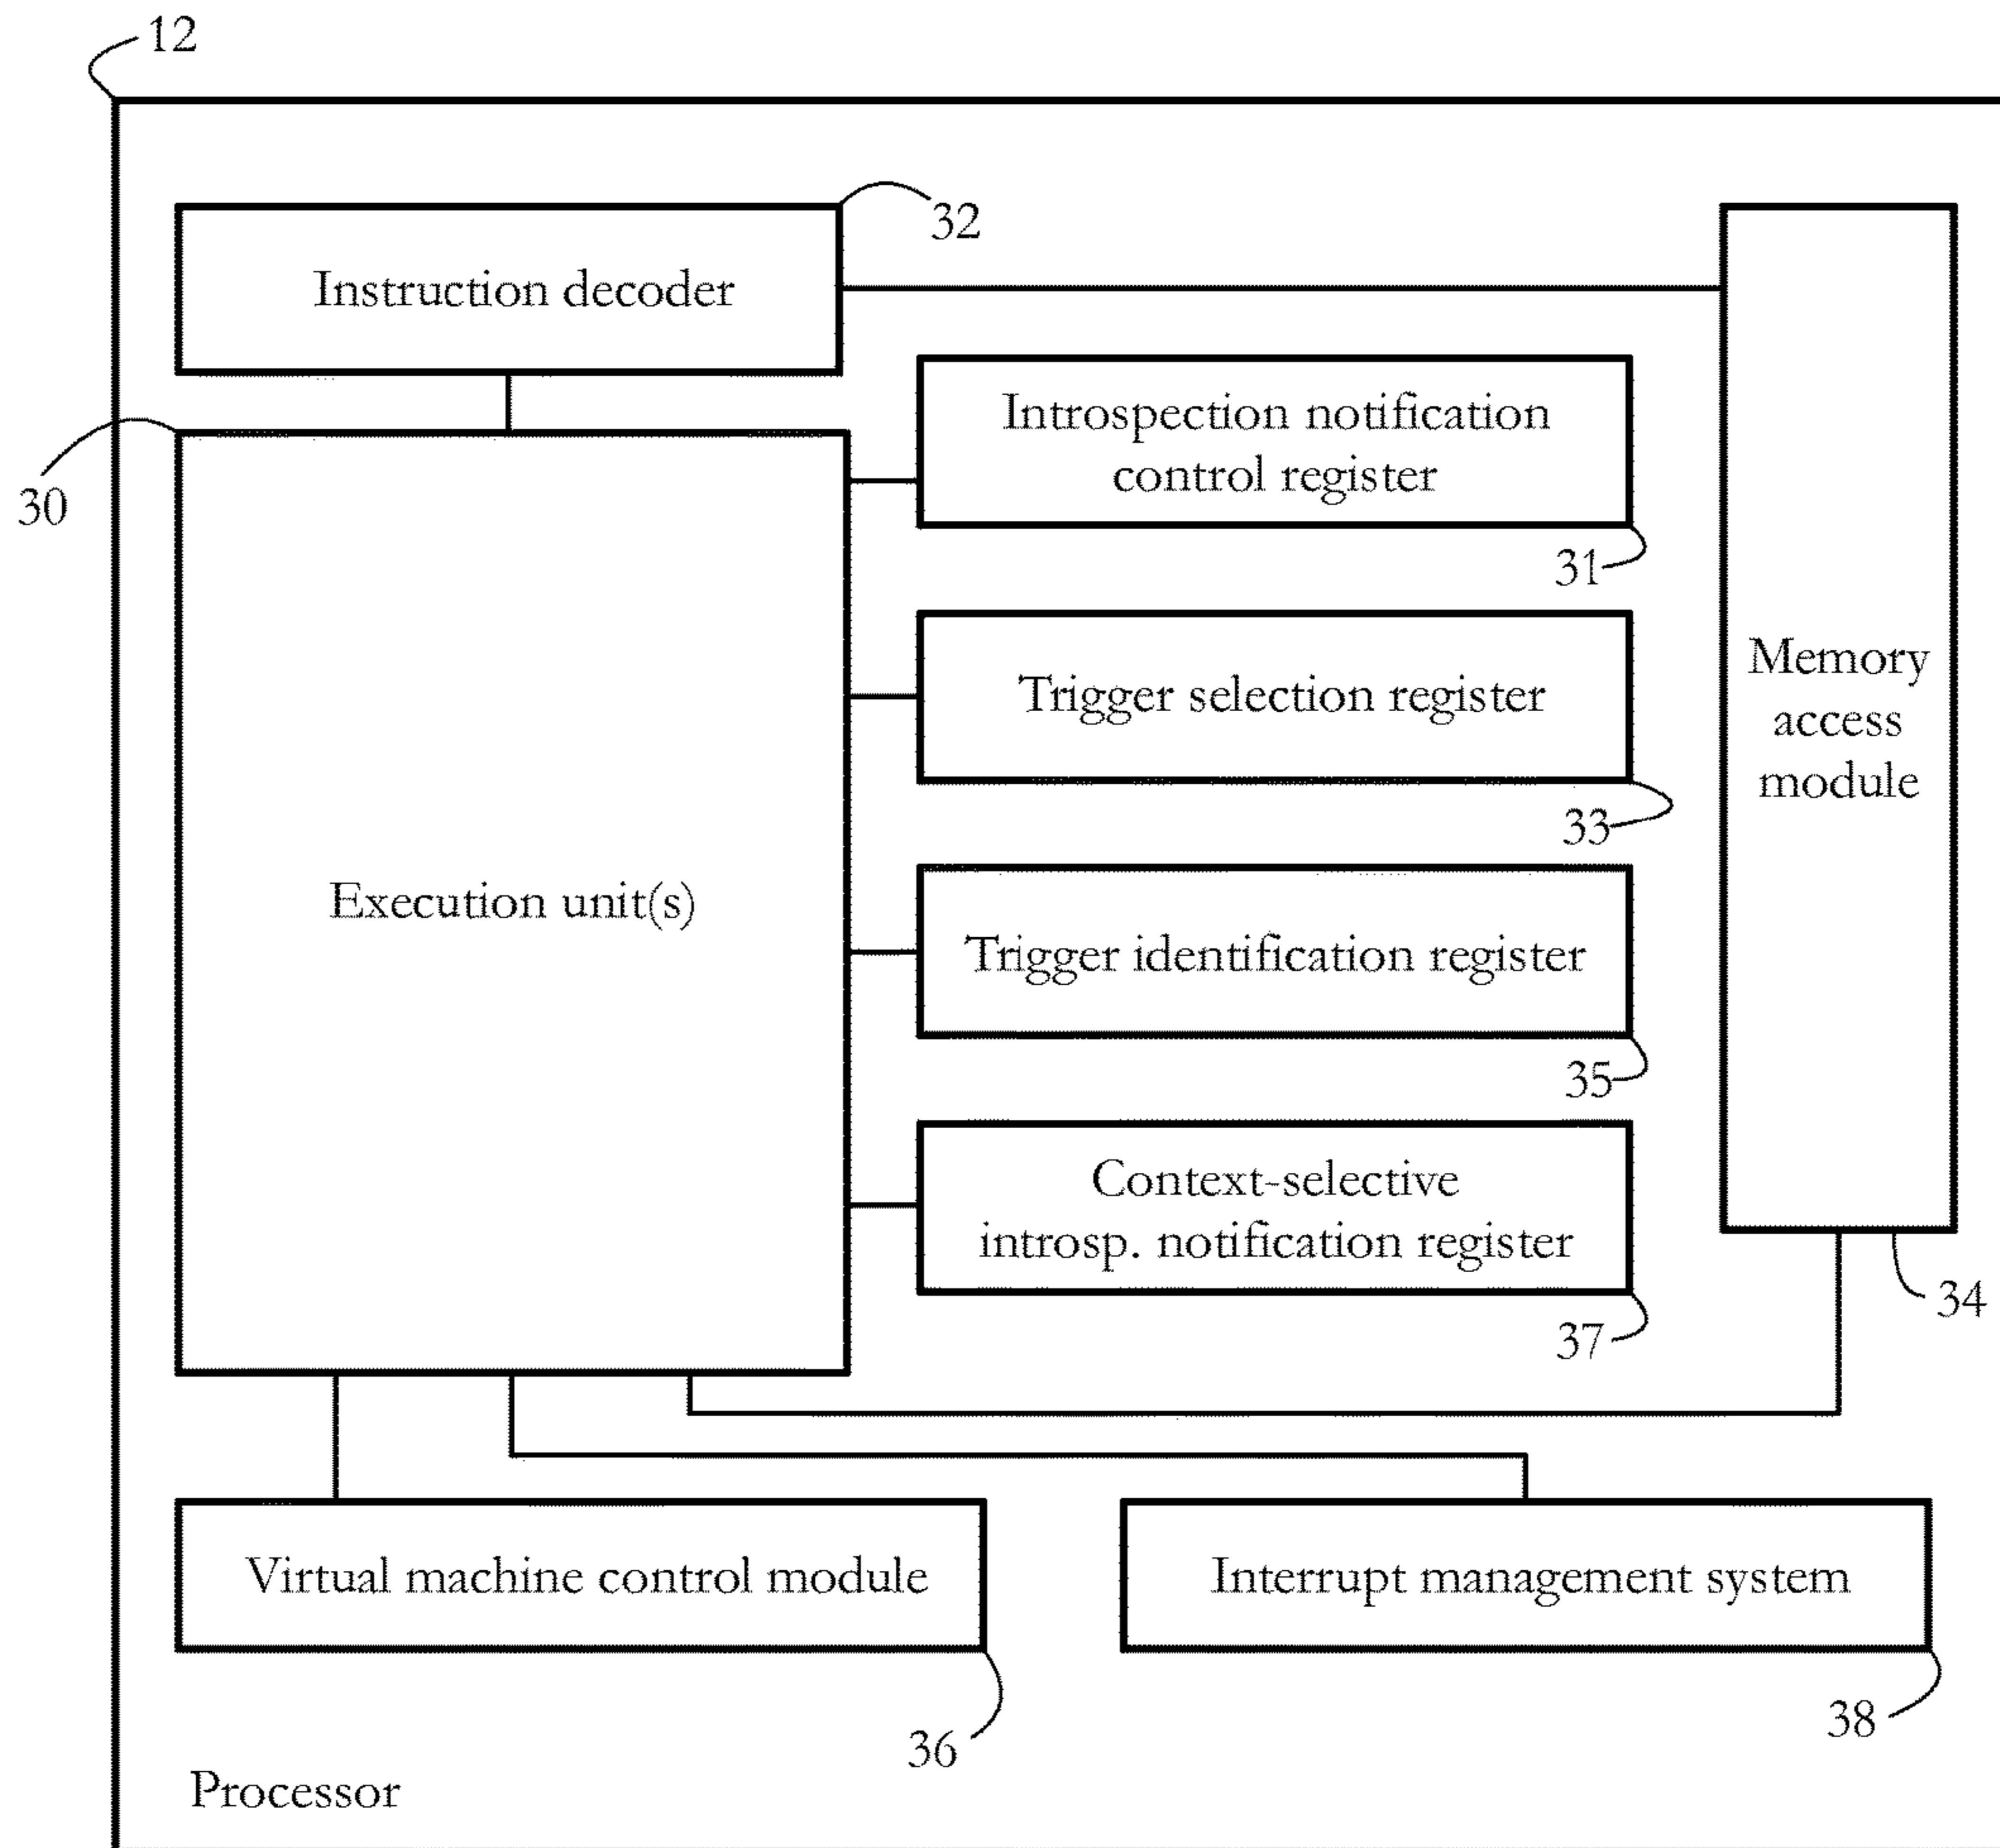 12
32
Instruction decoder
Introspection notification
control register
30
31
Trigger selection register
Memory
access
module
33
Execution unit(s)
Trigger identification register
35
Context-selective
introsp. notification register
34
37
Virtual machine control module
Interrupt management system
36
38
Processor